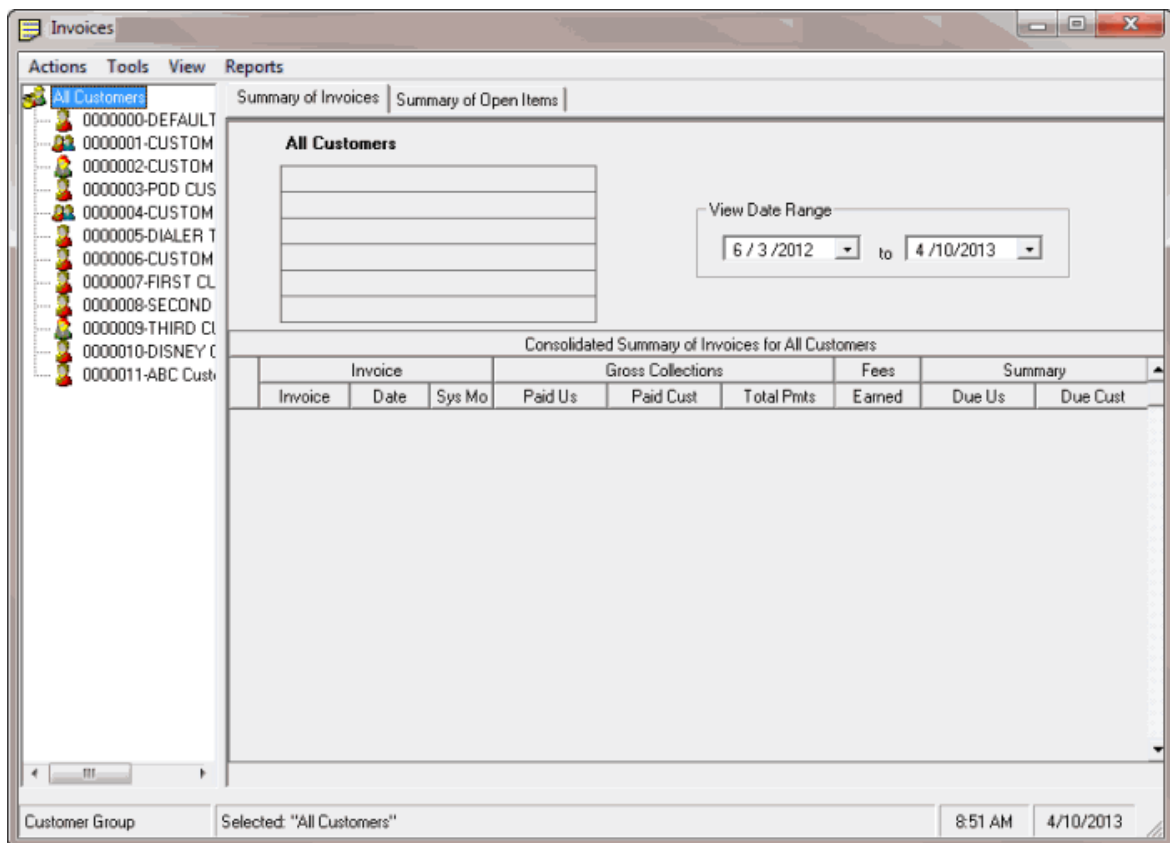 Invoices
Actions Tools View Reports
All Customers
0000000-DEFAULT
0000001-CUSTOM
0000002-CUSTOM
0000003-POD CUS
0000004-CUSTOM
0000005-DIALER T
0000006-CUSTOM
0000007-FIRST CL
0000008-SECOND
0000009-THIRD CL
0000010-DISNEY C
0000011-ABC Cust
Summary of Invoices Summary of Open Items
All Customers
View Date Range
6 / 3 /2012 to 4 /10/2013
Consolidated Summary of Invoices for All Customers
Invoice Gross Collections Fees Summary
Invoice Date Sys Mo Paid Us Paid Cust Total Pmts Earned Due Us Due Cust
Customer Group Selected: "All Customers" 8:51 AM 4/10/2013